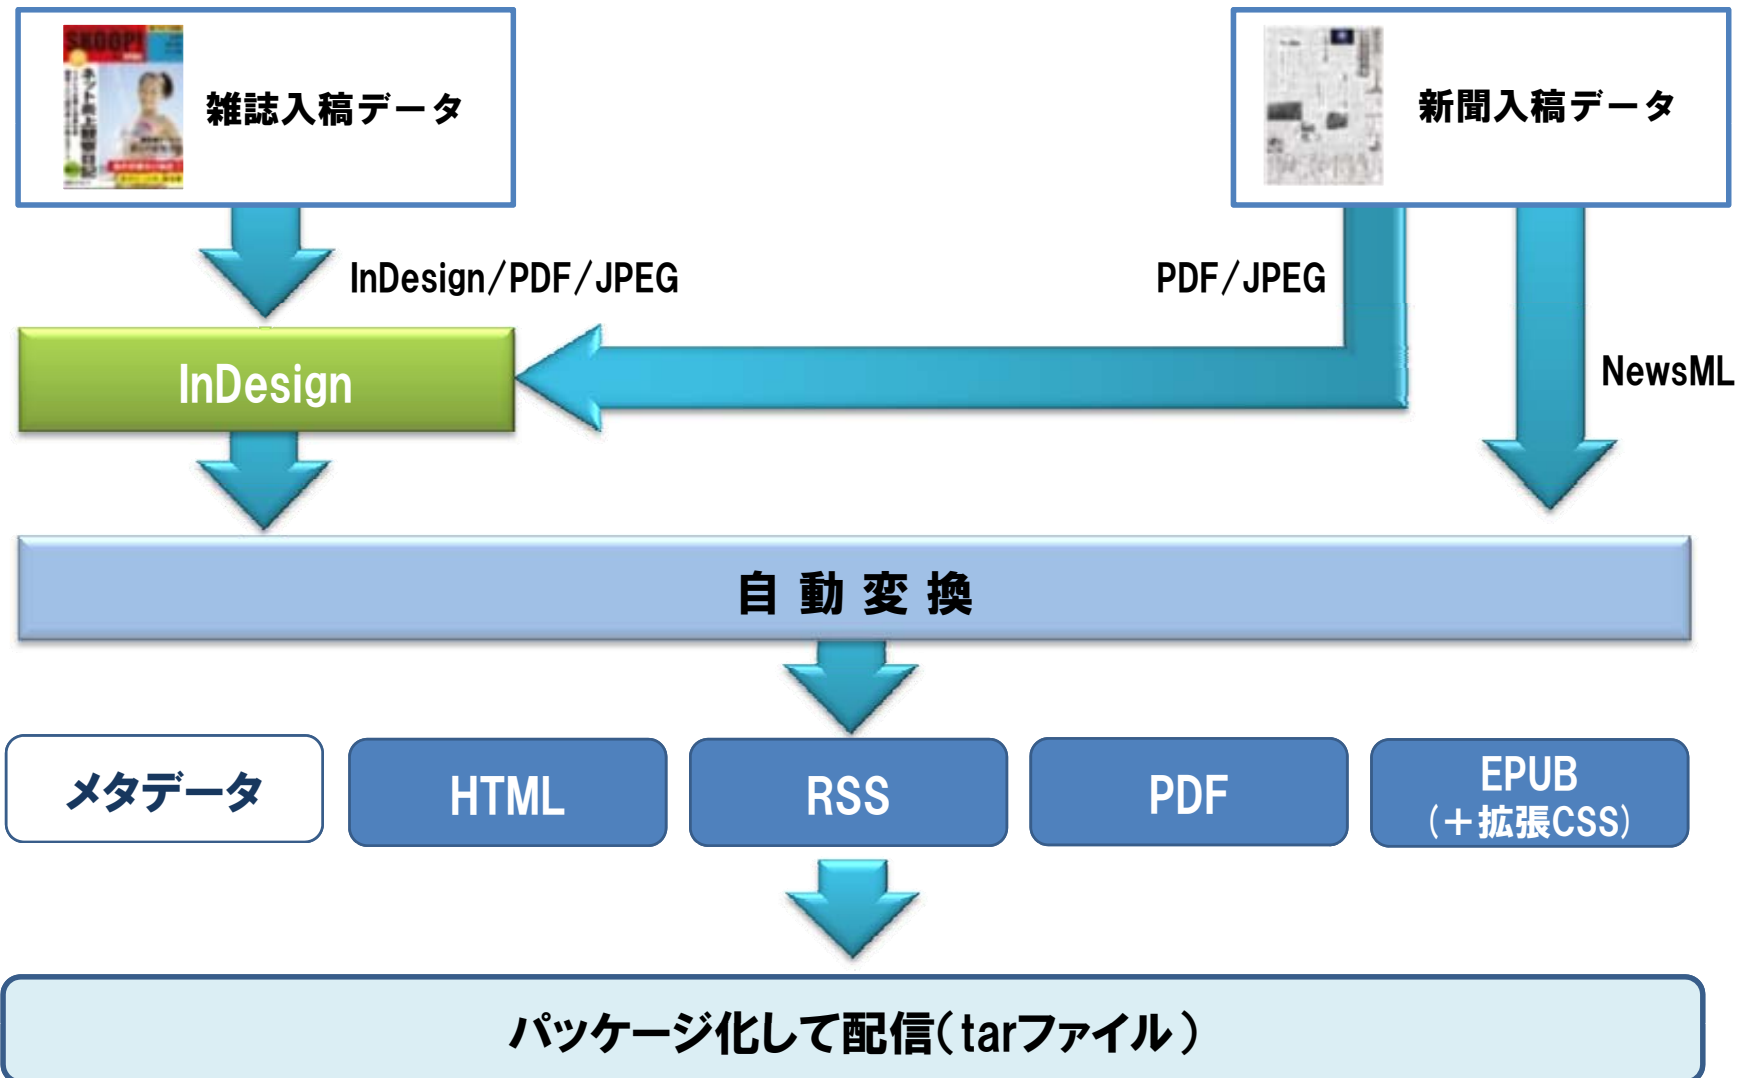 SKOOP!
雑誌入稿データ
新聞入稿データ
InDesign/PDF/JPEG
PDF/JPEG
InDesign
NewsML
自動変換
メタデータ
HTML
RSS
PDF
EPUB
(＋拡張CSS)
パッケージ化して配信(tarファイル)